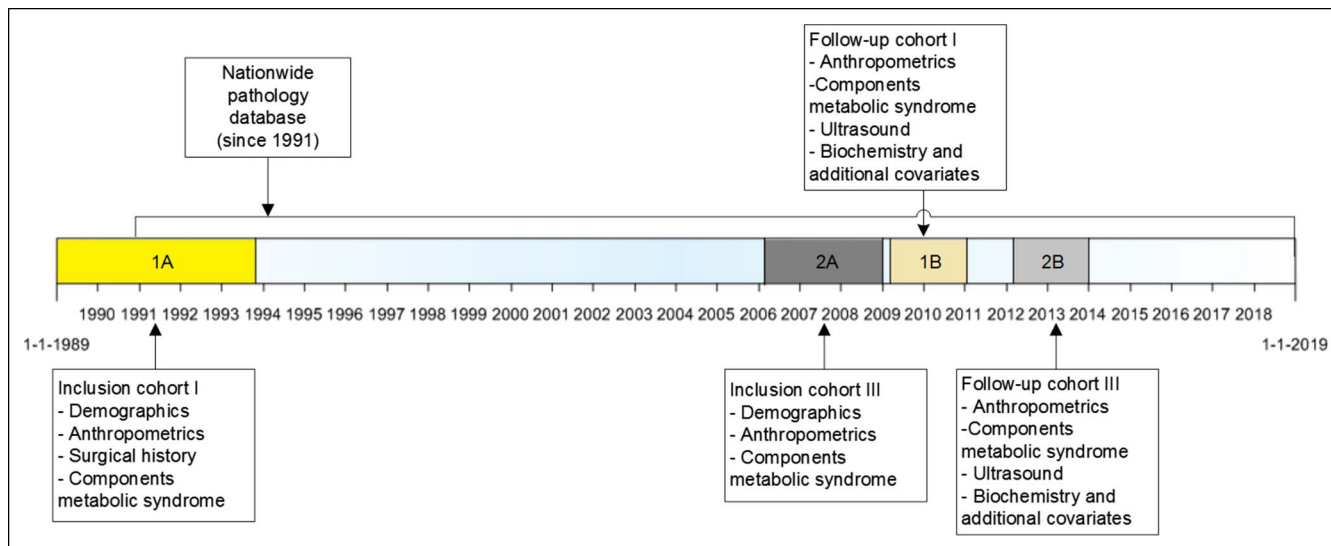 Nationwide
pathology
database
(since 1991)
Follow-up cohort I
- Anthropometrics
-Components
metabolic syndrome
- Ultrasound
- Biochemistry and
additional covariates
1A
2A
1B
2B
1990 1991 1992 1993 1994 1995 1996 1997 1998 1999 2000 2001 2002 2003 2004 2005 2006 2007 2008 2009 2010 2011 2012 2013 2014 2015 2016 2017 2018
1-1-1989
1-1-2019
Inclusion cohort I
- Demographics
- Anthropometrics
- Surgical history
- Components
metabolic syndrome
Inclusion cohort III
- Demographics
- Anthropometrics
- Components
metabolic syndrome
Follow-up cohort III
- Anthropometrics
-Components
metabolic syndrome
- Ultrasound
- Biochemistry and
additional covariates